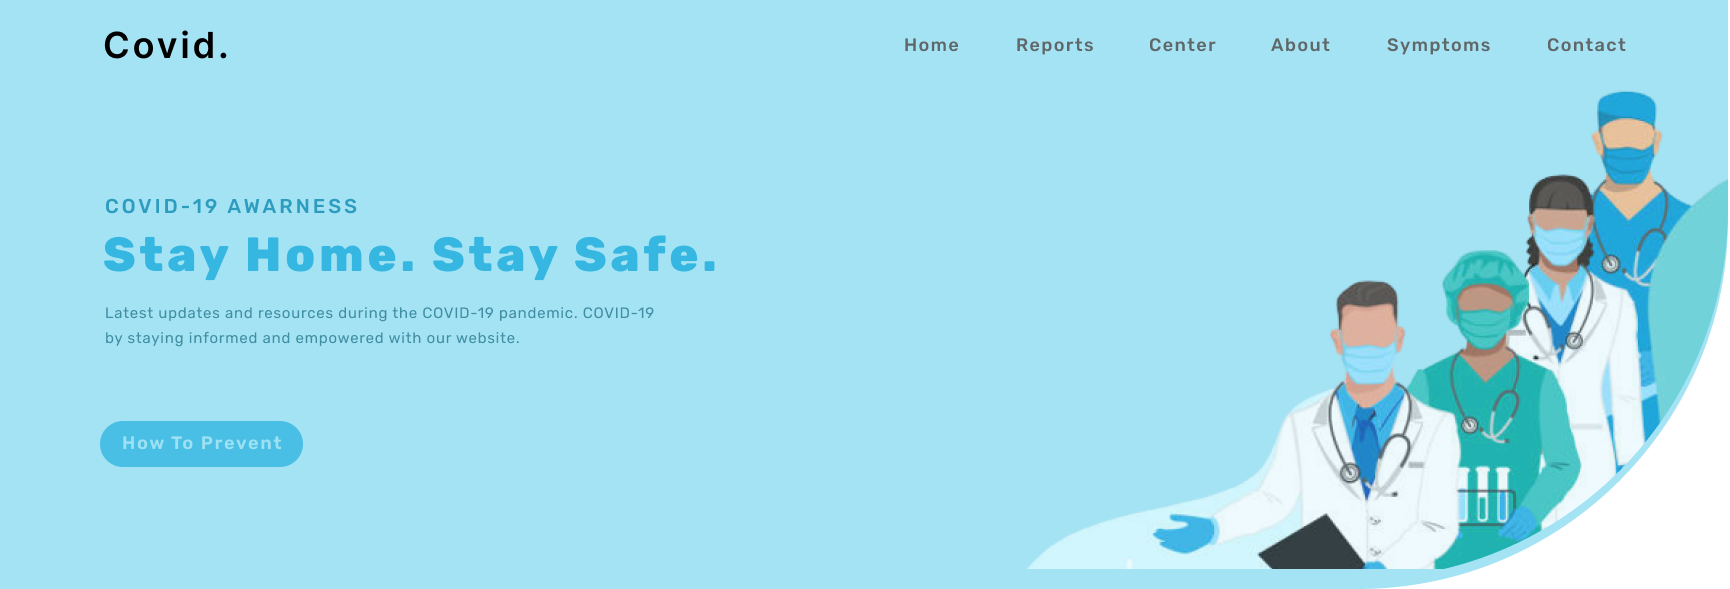 Covid.
Home Reports Center About Symptoms Contact
COVID-19 AWARNESS
Stay Home. Stay Safe.
Latest updates and resources during the COVID-19 pandemic. COVID-19
by staying informed and empowered with our website.
How To Prevent